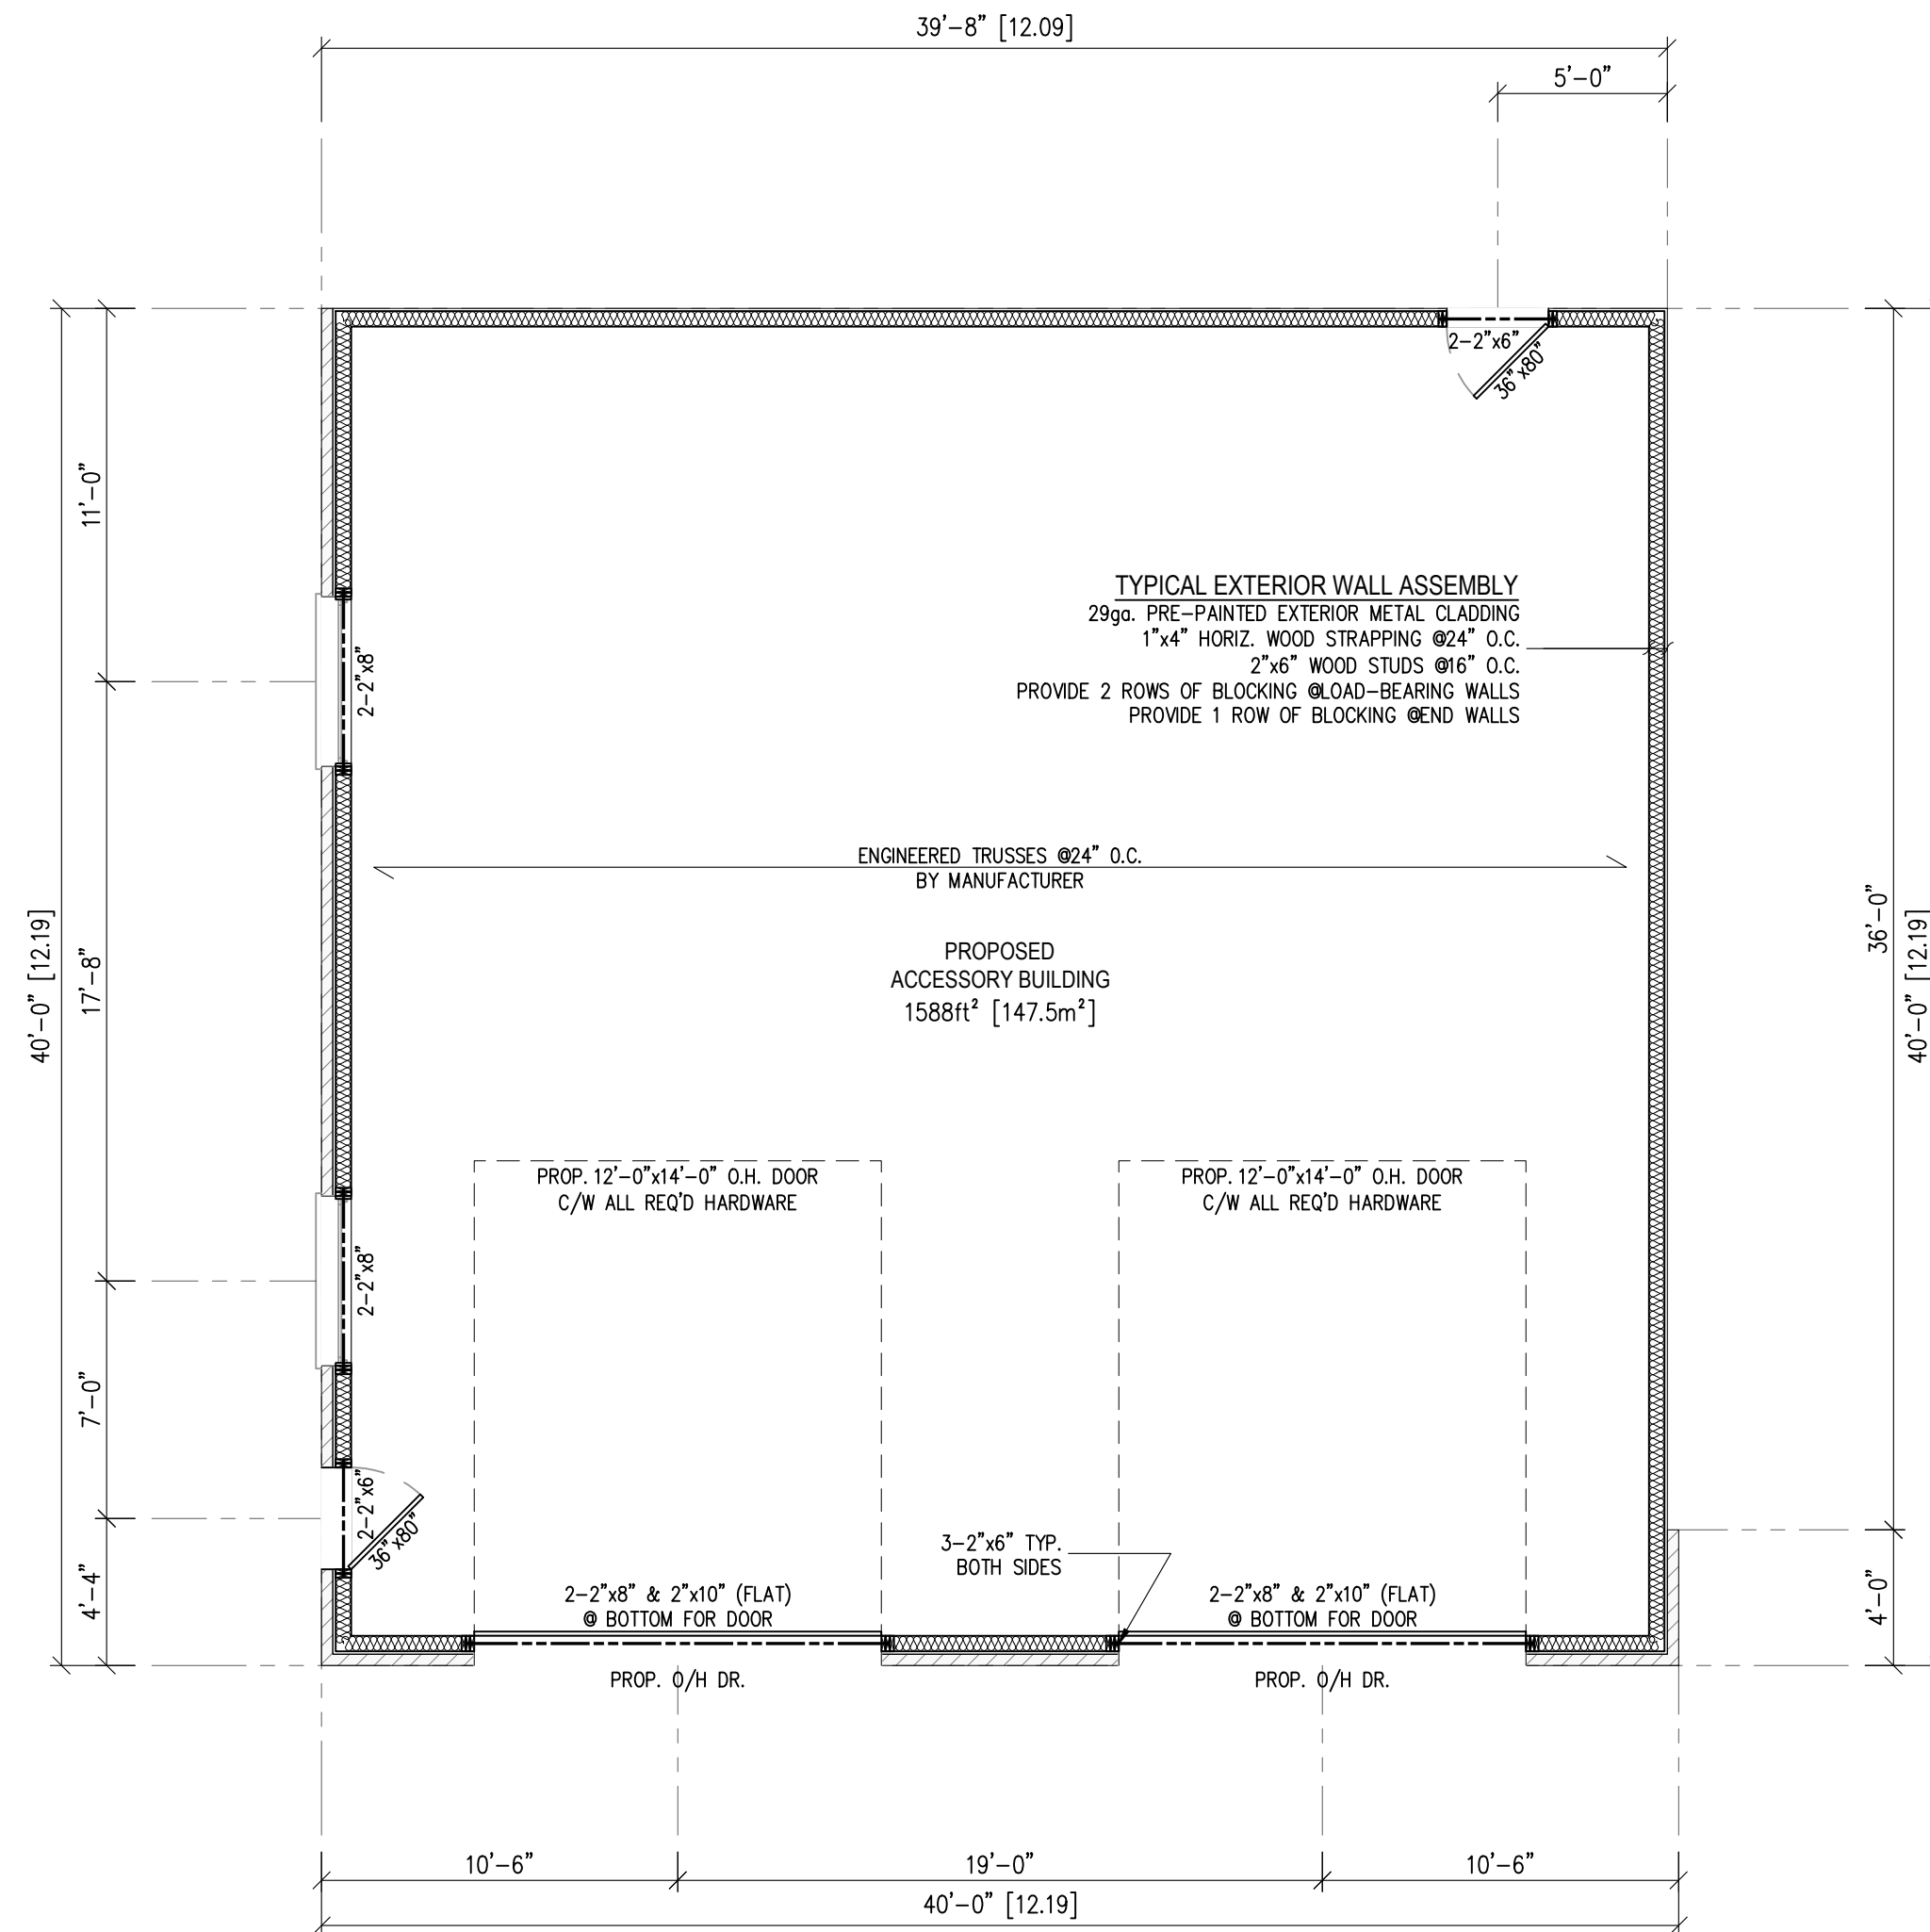 39'-8" [12.09]
5'-0"
2-2"x6"
36"x80"
11'-0"
2-2"x8"
TYPICAL EXTERIOR WALL ASSEMBLY
29ga. PRE-PAINTED EXTERIOR METAL CLADDING
1"x4" HORIZ. WOOD STRAPPING @24" O.C.
2"x6" WOOD STUDS @16" O.C.
PROVIDE 2 ROWS OF BLOCKING @LOAD-BEARING WALLS
PROVIDE 1 ROW OF BLOCKING @END WALLS
ENGINEERED TRUSSES @24" O.C.
BY MANUFACTURER
40'-0" [12.19]
17'-8"
PROPOSED
ACCESSORY BUILDING
1588ft² [147.5m²]
36'-0"
40'-0" [12.19]
PROP. 12'-0"x14'-0" O.H. DOOR
C/W ALL REQ'D HARDWARE
PROP. 12'-0"x14'-0" O.H. DOOR
C/W ALL REQ'D HARDWARE
2-2"x8"
7'-0"
2-2"x6"
36"x80"
4'-4"
3-2"x6" TYP.
BOTH SIDES
2-2"x8" & 2"x10" (FLAT)
@ BOTTOM FOR DOOR
2-2"x8" & 2"x10" (FLAT)
@ BOTTOM FOR DOOR
4'-0"
PROP. O/H DR.
PROP. O/H DR.
10'-6"
19'-0"
10'-6"
40'-0" [12.19]